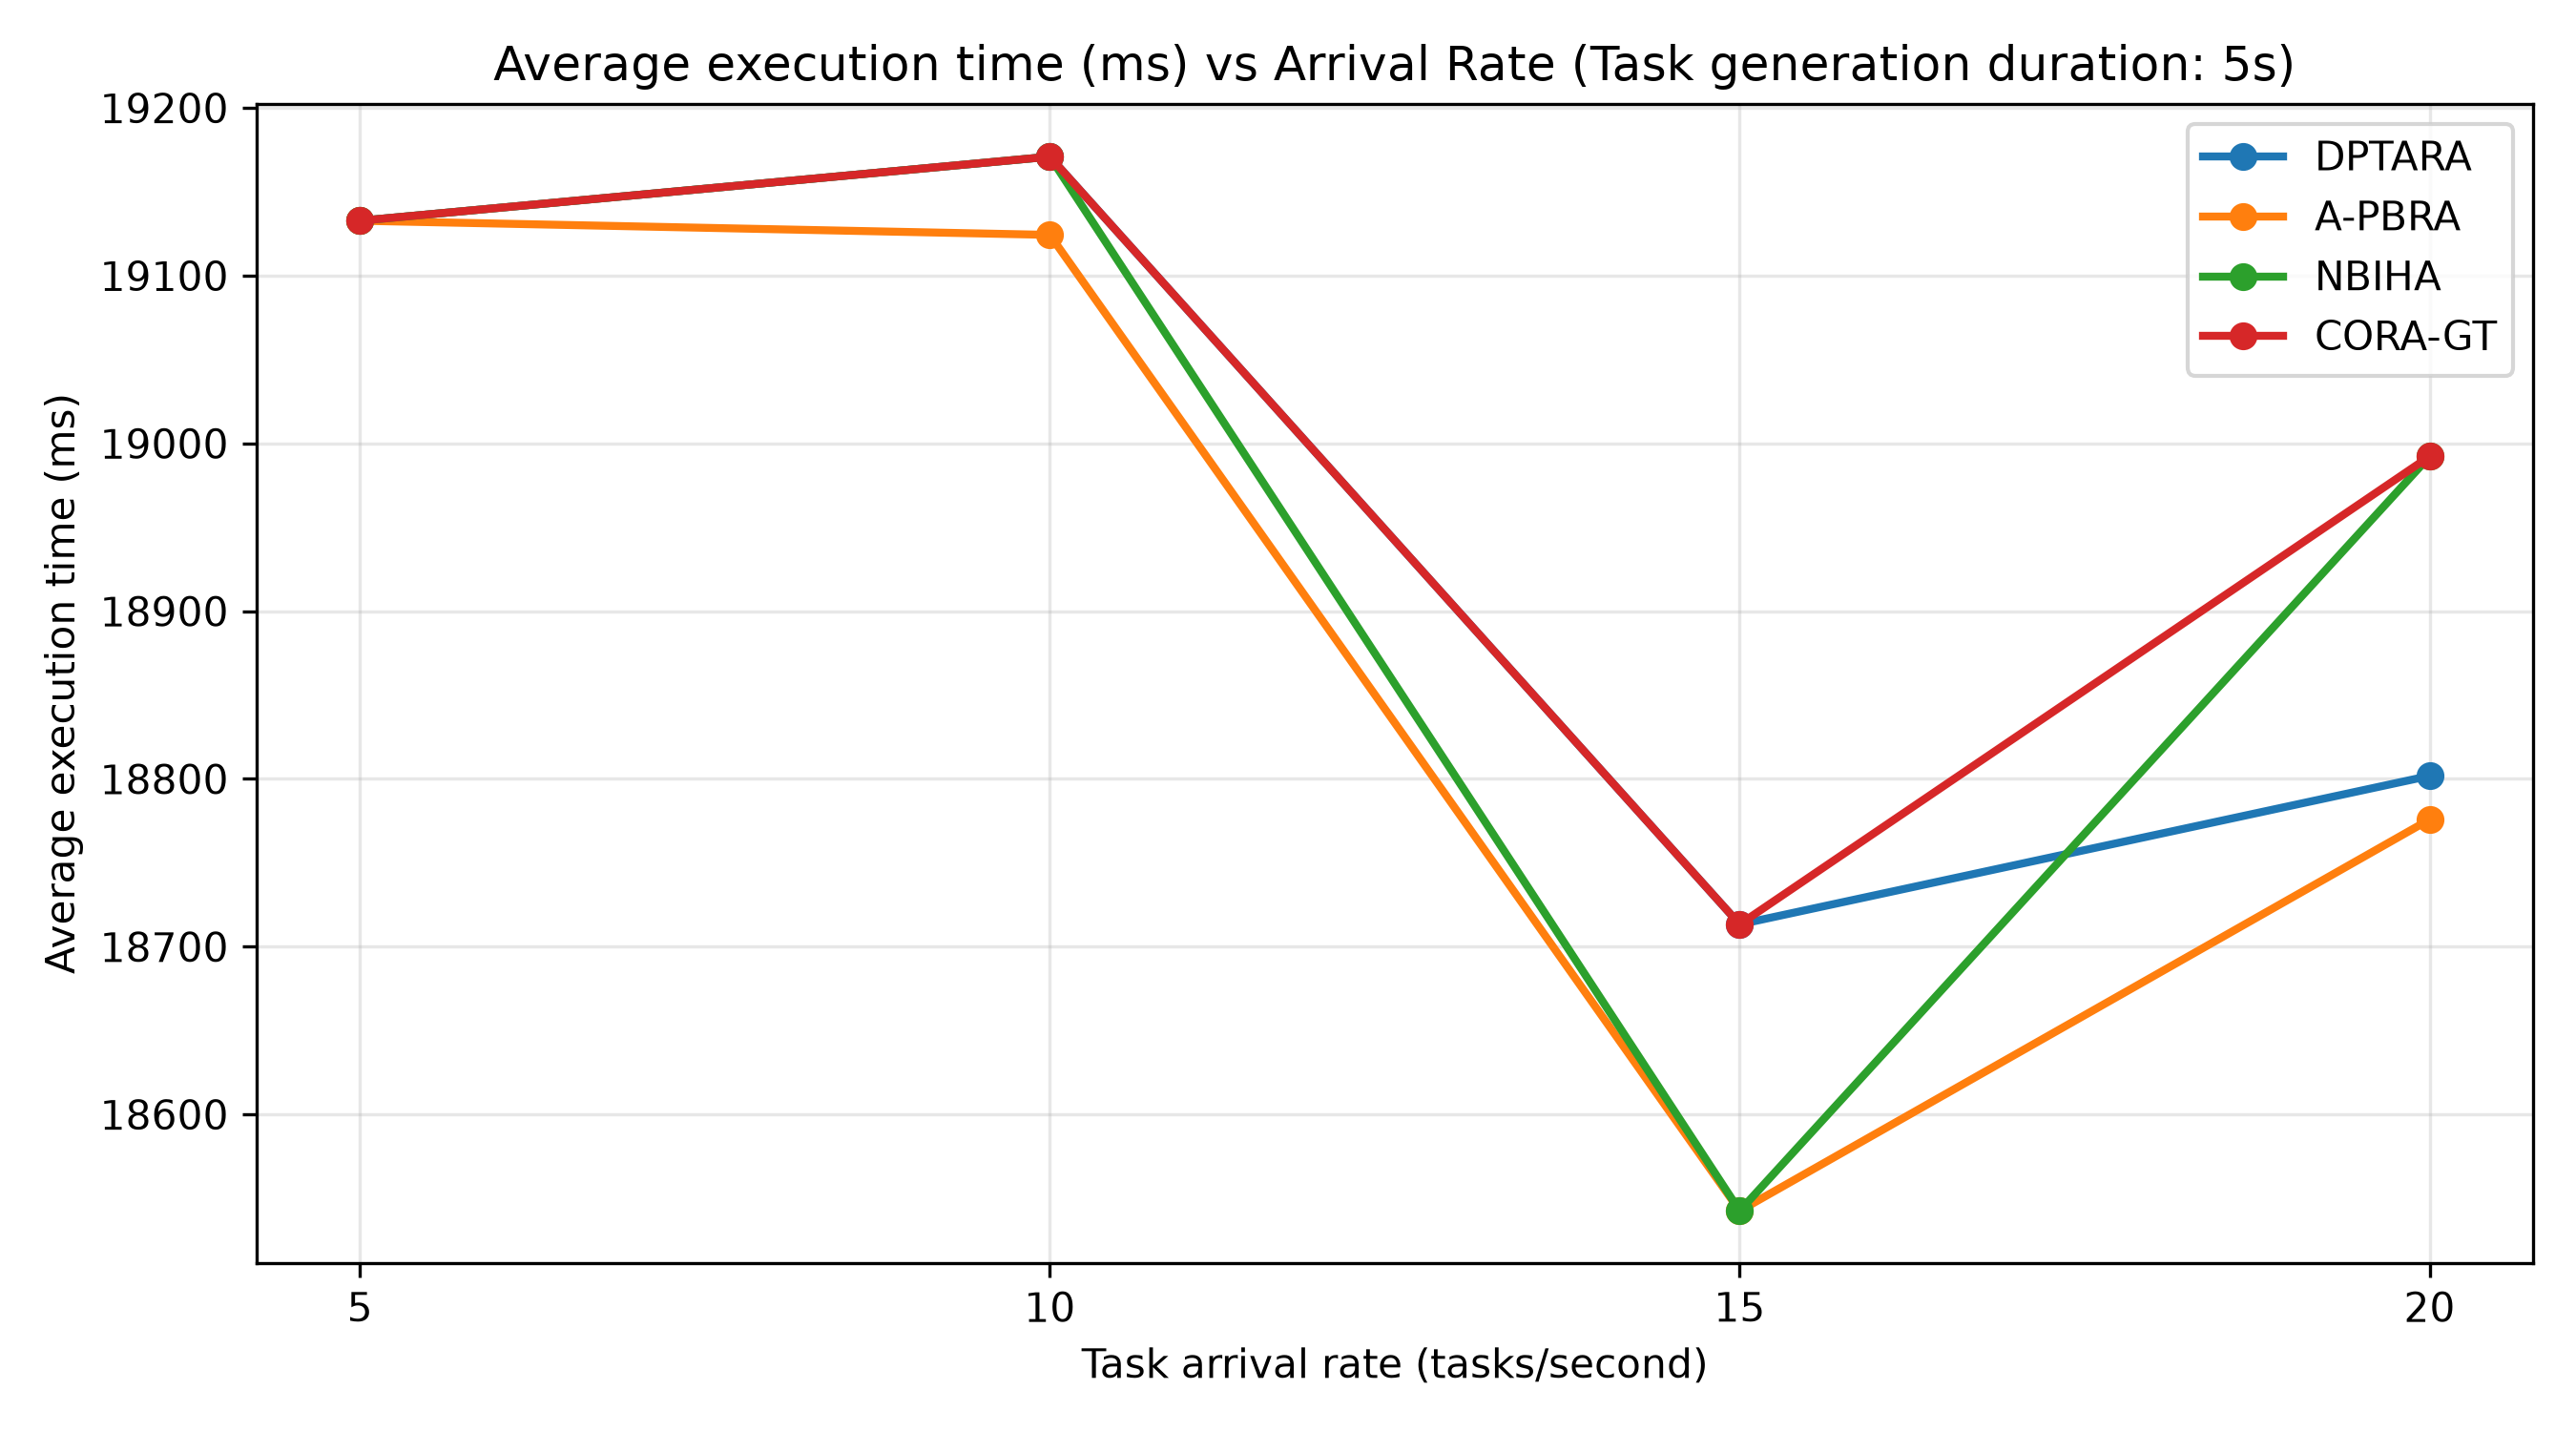 Average execution time (ms) vs Arrival Rate (Task generation duration: 5s)
19200
19100
19000
18900
18800
18700
18600
Average execution time (ms)
DPTARA
A-PBRA
NBIHA
CORA-GT
5
10
15
20
Task arrival rate (tasks/second)